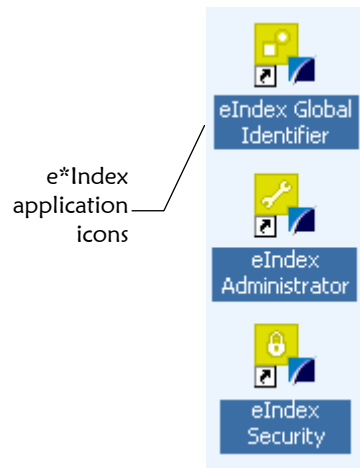 eIndex Global
Identifier
e*Index
application
icons
eIndex
Administrator
eIndex
Security